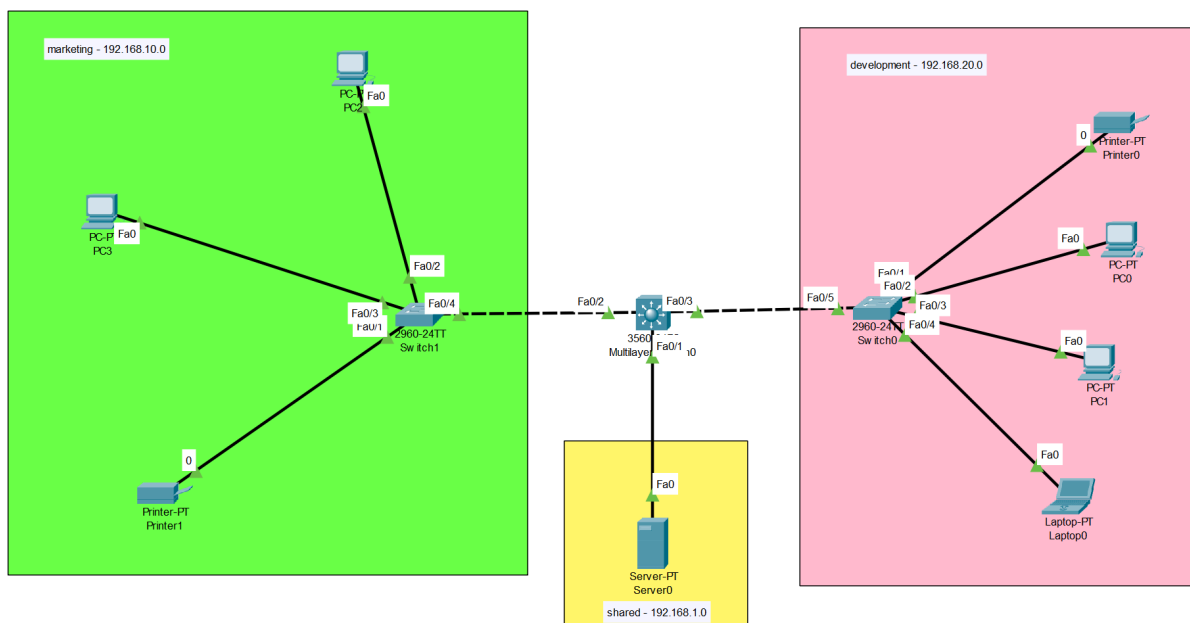 marketing - 192.168.10.0
PC-P
Fa0
PC2
PC-P
Fa0
PC3
Fa0/2
Fa0/3
Fa0/4
Fa0/1
2960-24TT
Switch1
0
Printer-PT
Printer1
Fa0/2
Fa0/3
3560
Multilayer
Fa0/1
n0
Fa0
Server-PT
Server0
shared - 192.168.1.0
development - 192.168.20.0
0
Printer-PT
Printer0
Fa0
PC-PT
PC0
Fa0/5
Fa0/1
Fa0/2
Fa0/3
Fa0/4
2960-24TT
Switch0
Fa0
PC-PT
PC1
Fa0
Laptop-PT
Laptop0